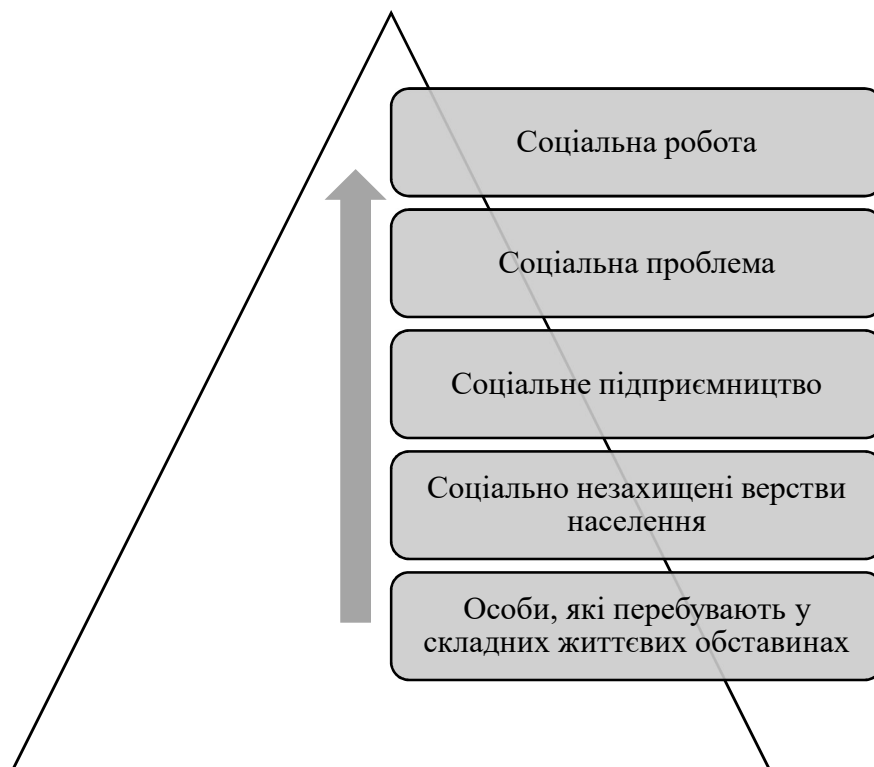 Соціальна робота
Соціальна проблема
Соціальне підприємництво
Соціально незахищені верстви
населення
Особи, які перебувають у
складних життєвих обставинах